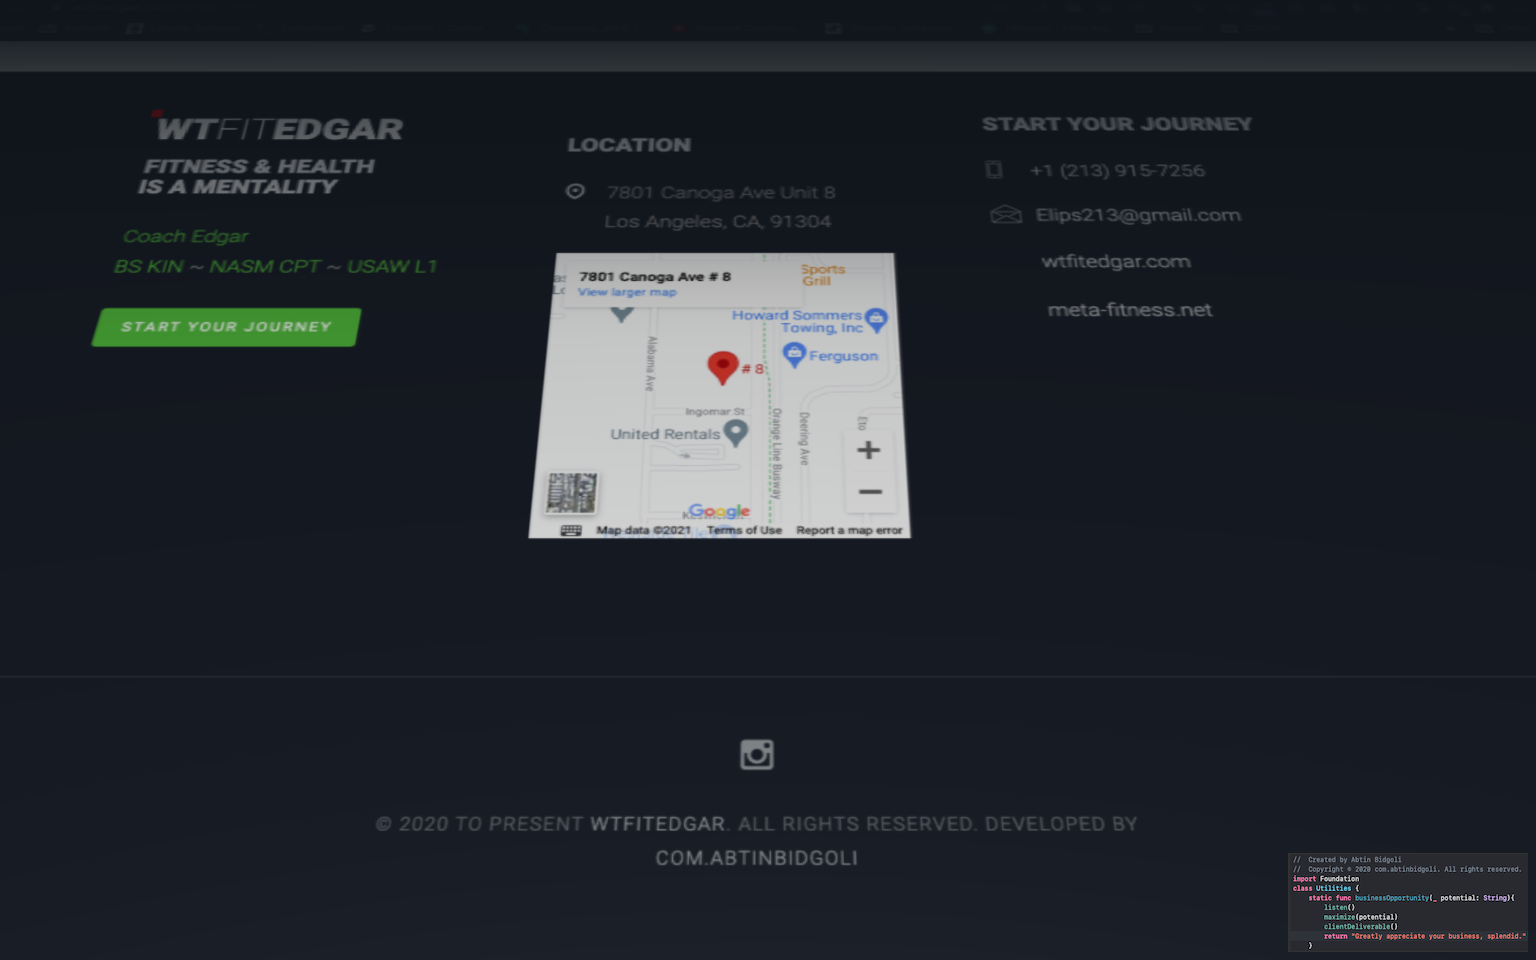 WTFITEDGAR
FITNESS & HEALTH
IS A MENTALITY
Coach Edgar
BS KIN ~ NASM CPT ~ USAW L1
START YOUR JOURNEY
LOCATION
7801 Canoga Ave Unit 8
Los Angeles, CA, 91304
7801 Canoga Ave # 8
View larger map
Sports
Grill
Howard Sommers
Towing, Inc
Ferguson
# 8
Alabama Ave
Ingomar St
United Rentals
Orange Line Busway
Deering Ave
Eto
Google
Map data ©2021 Terms of Use Report a map error
START YOUR JOURNEY
+1 (213) 915-7256
Elips213@gmail.com
wtfitedgar.com
meta-fitness.net
© 2020 TO PRESENT WTFITEDGAR. ALL RIGHTS RESERVED. DEVELOPED BY
COM.ABTINBIDGOLI
// Created by Abtin Bidgoli
// Copyright © 2020 com.abtinbidgoli. All rights reserved.
import Foundation
class Utilities {
static func businessOpportunity(_ potential: String){
listen()
maximize(potential)
clientDeliverable()
return "Greatly appreciate your business, splendid."
}